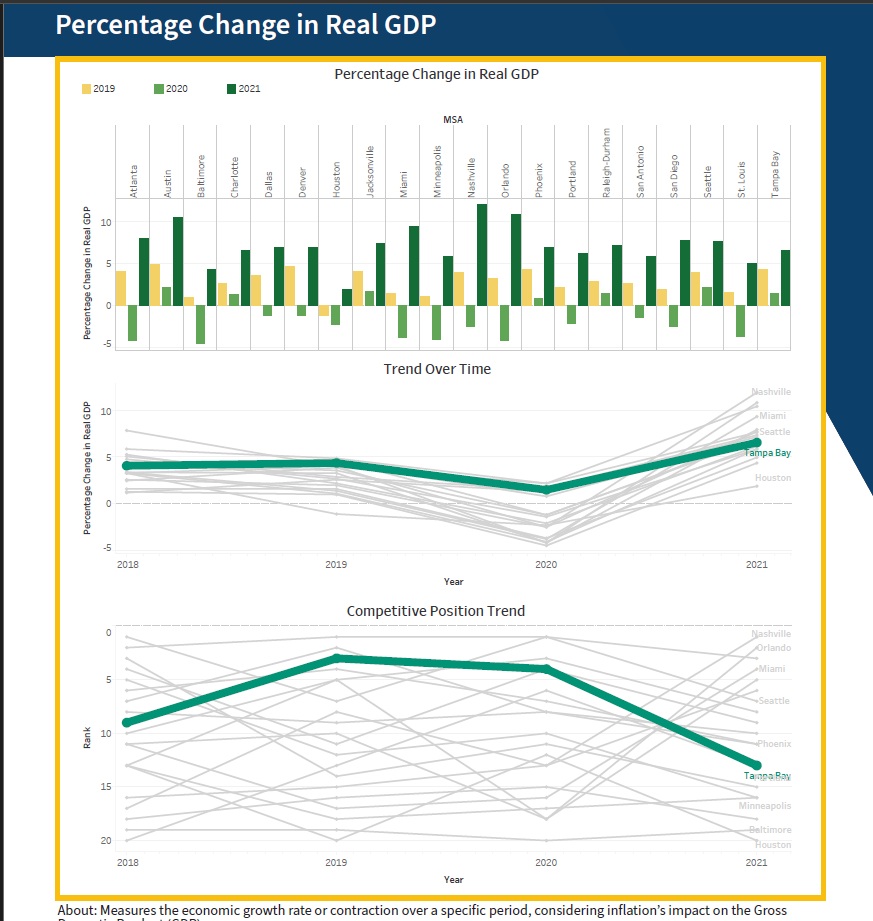 Percentage Change in Real GDP
Percentage Change in Real GDP
2019 2020 2021
MSA
Atlanta Austin Baltimore Charlotte Dallas Denver Houston Jacksonville Miami Minneapolis Nashville Orlando Phoenix Portland Raleigh-Durham San Antonio San Diego Seattle St. Louis Tampa Bay
Percentage Change in Real GDP
10
5
0
-5
Trend Over Time
Percentage Change in Real GDP
10
5
0
-5
Nashville
Miami
Seattle
Tampa Bay
Houston
2018 2019 2020 2021
Year
Competitive Position Trend
Rank
0
5
10
15
20
Nashville
Orlando
Miami
Seattle
Phoenix
Tampa Bay
Minneapolis
Baltimore
Houston
2018 2019 2020 2021
Year
About: Measures the economic growth rate or contraction over a specific period, considering inflation's impact on the Gross